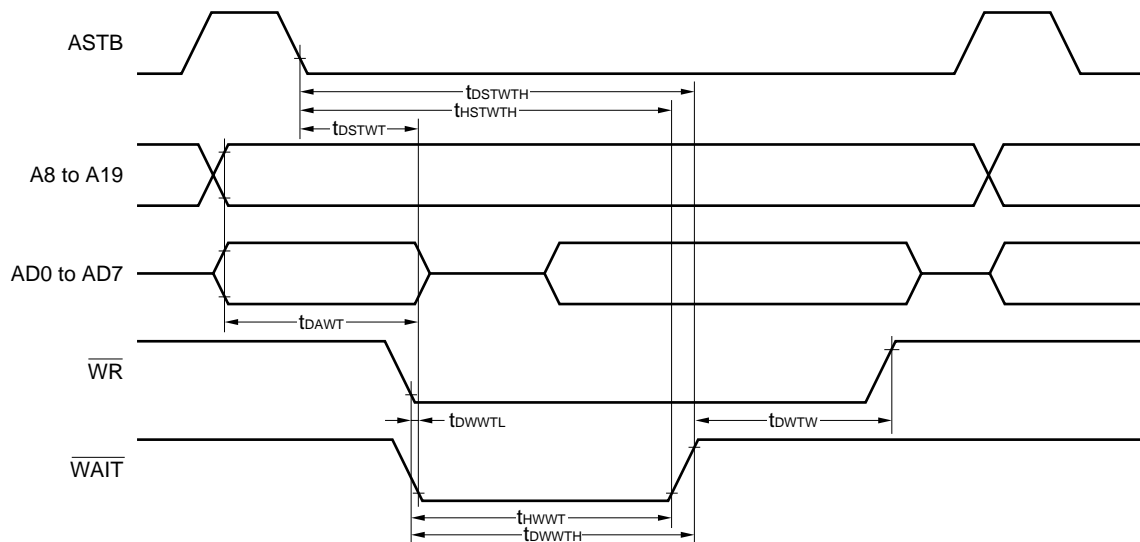 ASTB
tDSTWTH
tHSTWTH
tDSTWT
A8 to A19
AD0 to AD7
tDAWT
WR
tDWWTL
tDWTW
WAIT
tHWWT
tDWWTH